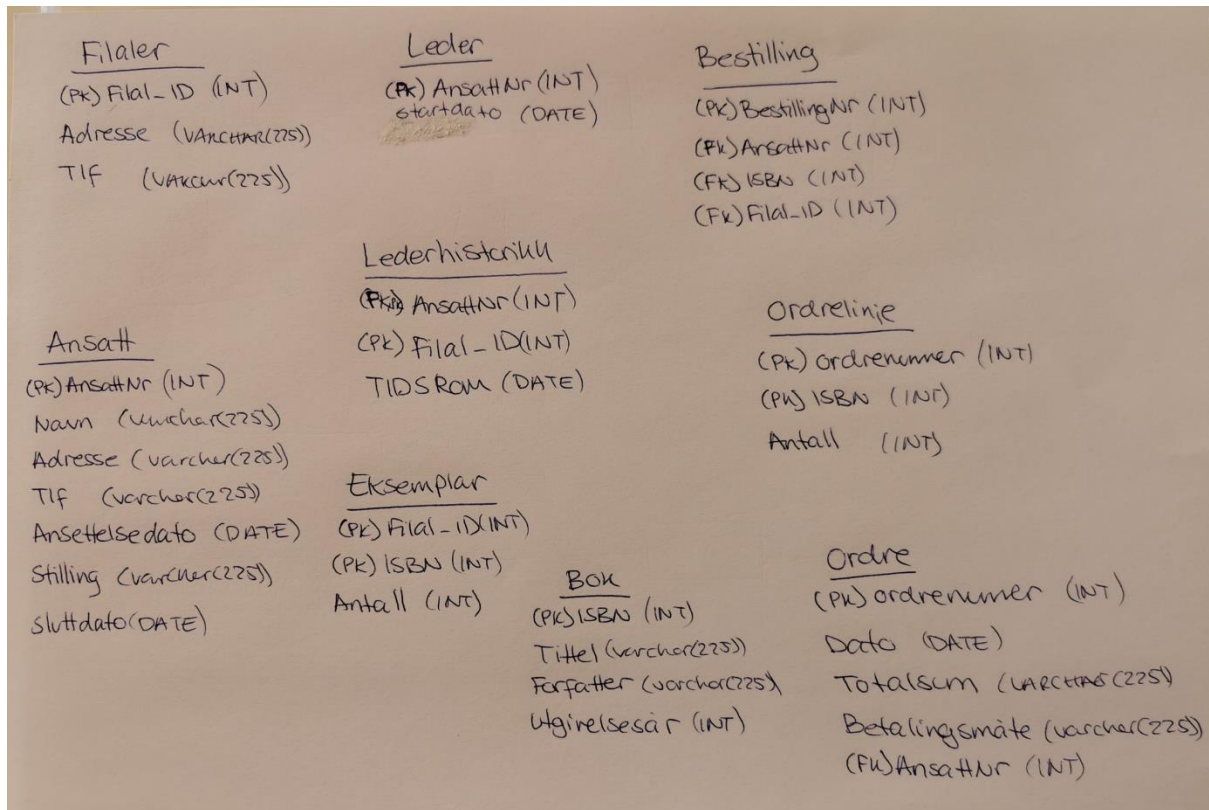 Filaler
(PK) Filal_ID (INT)
Adresse (VARCHAR(225))
Tlf (VARCHAR(225))
Leder
(PK) AnsattNr (INT)
startdato (DATE)
Bestilling
(PK) BestillingNr (INT)
(FK) AnsattNr (INT)
(FK) ISBN (INT)
(FK) Filal_ID (INT)
Lederhistorikk
(PK) AnsattNr (INT)
(PK) Filal_ID (INT)
TIDSROM (DATE)
Ansatt
(PK) AnsattNr (INT)
Navn (varchar(225))
Adresse (varchar(225))
Tlf (varchar(225))
Ansettelsedato (DATE)
Stilling (varchar(225))
sluttdato (DATE)
Ordrelinje
(PK) ordrenummer (INT)
(PK) ISBN (INT)
Antall (INT)
Eksemplar
(PK) Filal_ID (INT)
(PK) ISBN (INT)
Antall (INT)
Bok
(PK) ISBN (INT)
Tittel (varchar(225))
Forfatter (varchar(225))
Utgivelsesår (INT)
Ordre
(PK) ordrenummer (INT)
Dato (DATE)
Totalsum (VARCHAR(225))
Betalingsmåte (varchar(225))
(FK) AnsattNr (INT)